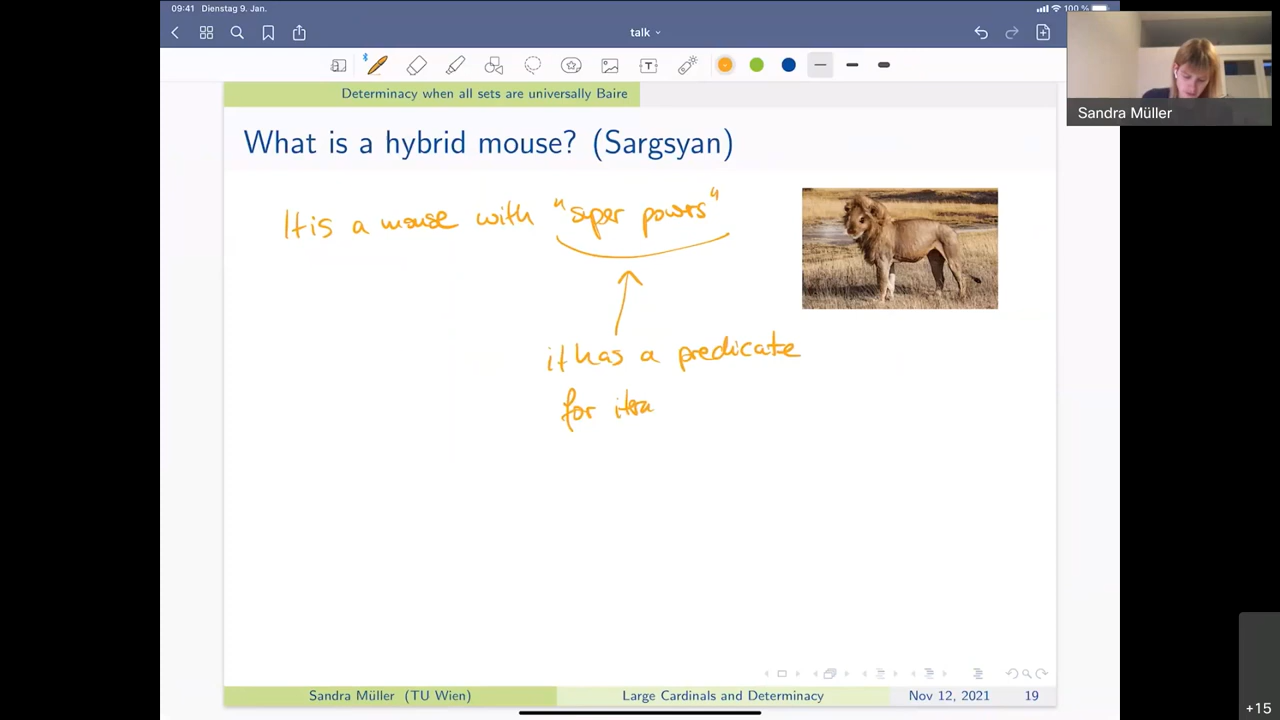 09:41 Dienstag 9. Jan.
100 %
talk
T
Sandra Müller
Determinacy when all sets are universally Baire
What is a hybrid mouse? (Sargsyan)
It is a mouse with "super powers"
it has a predicate
for itera
Sandra Müller (TU Wien) Large Cardinals and Determinacy Nov 12, 2021 19
+15